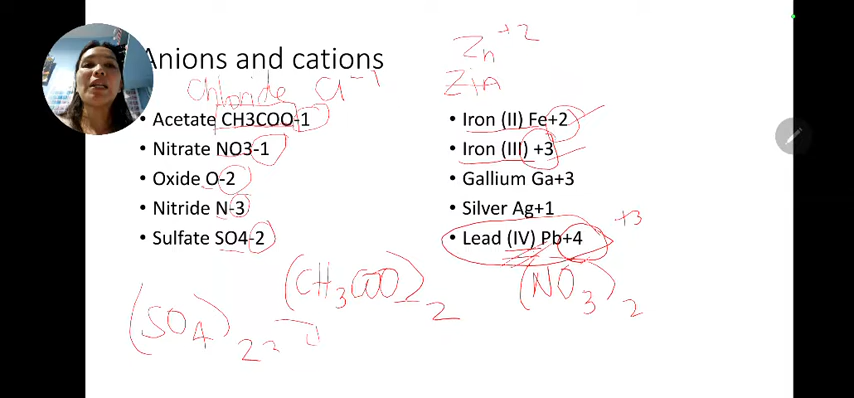 Anions and cations
Chloride Cl-1
• Acetate CH3COO-1
• Nitrate NO3-1
• Oxide O-2
• Nitride N-3
• Sulfate SO4-2
(SO4)2
(CH3COO)2
Zn+2
• Iron (II) Fe+2
• Iron (III) +3
• Gallium Ga+3
• Silver Ag+1
• Lead (IV) Pb+4
+3
(NO3)2